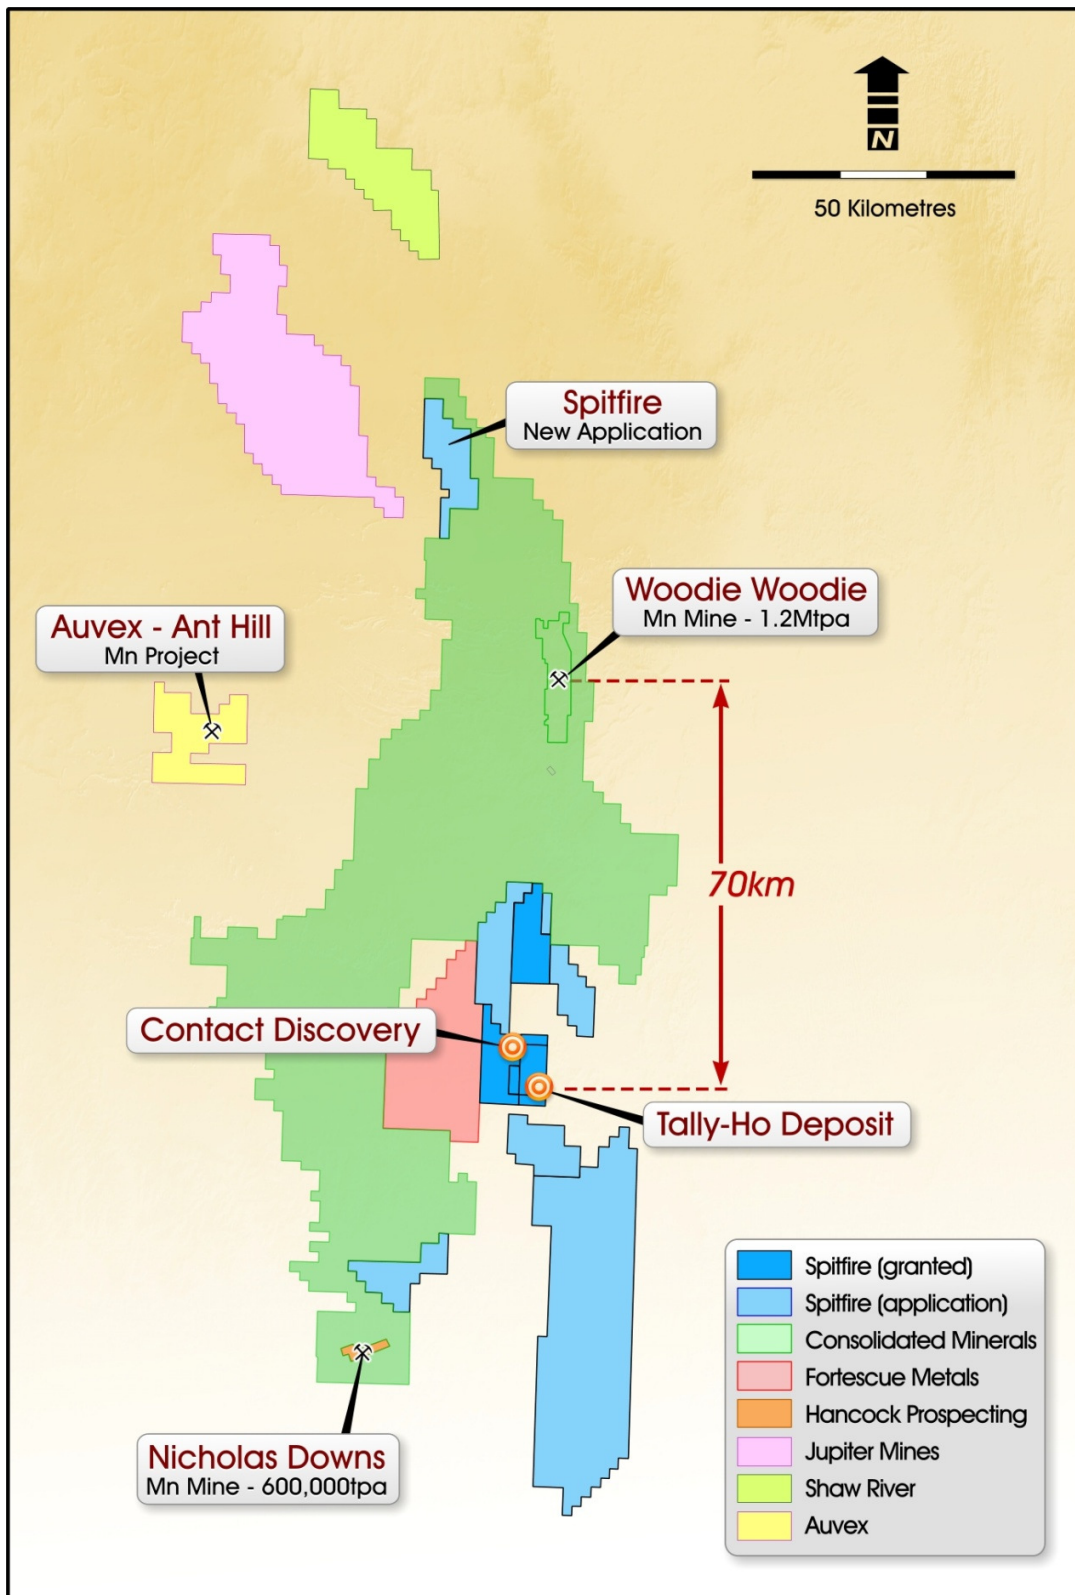 N
50 Kilometres
Spitfire
New Application
Woodie Woodie
Mn Mine - 1.2Mtpa
Auvex - Ant Hill
Mn Project
70km
Contact Discovery
Tally-Ho Deposit
Nicholas Downs
Mn Mine - 600,000tpa
Spitfire (granted)
Spitfire (application)
Consolidated Minerals
Fortescue Metals
Hancock Prospecting
Jupiter Mines
Shaw River
Auvex